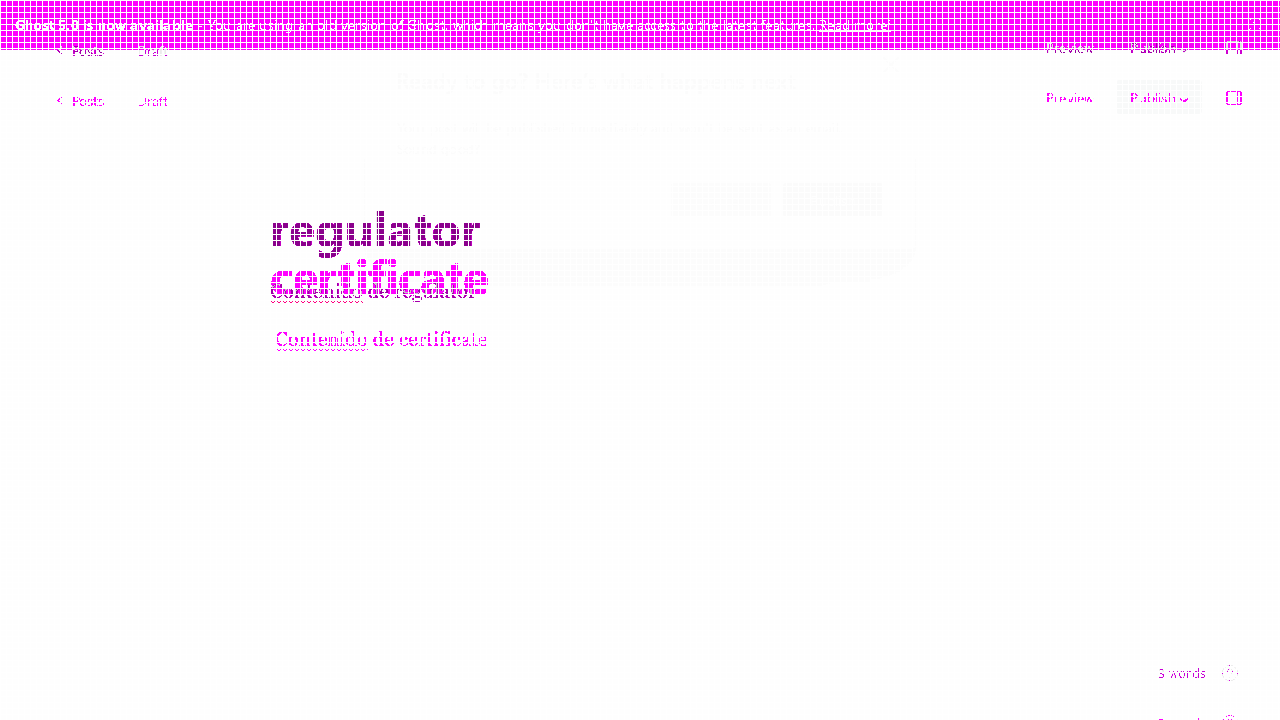 Ghost 5.0 is now available - You are using an old version of Ghost, which means you don't have access to the latest features. Read more
Posts Draft Preview Publish
Ready to go? Here's what happens next
Posts Draft Preview Publish
regulator
certificate
Contenido de regulator
Contenido de certificate
3 words